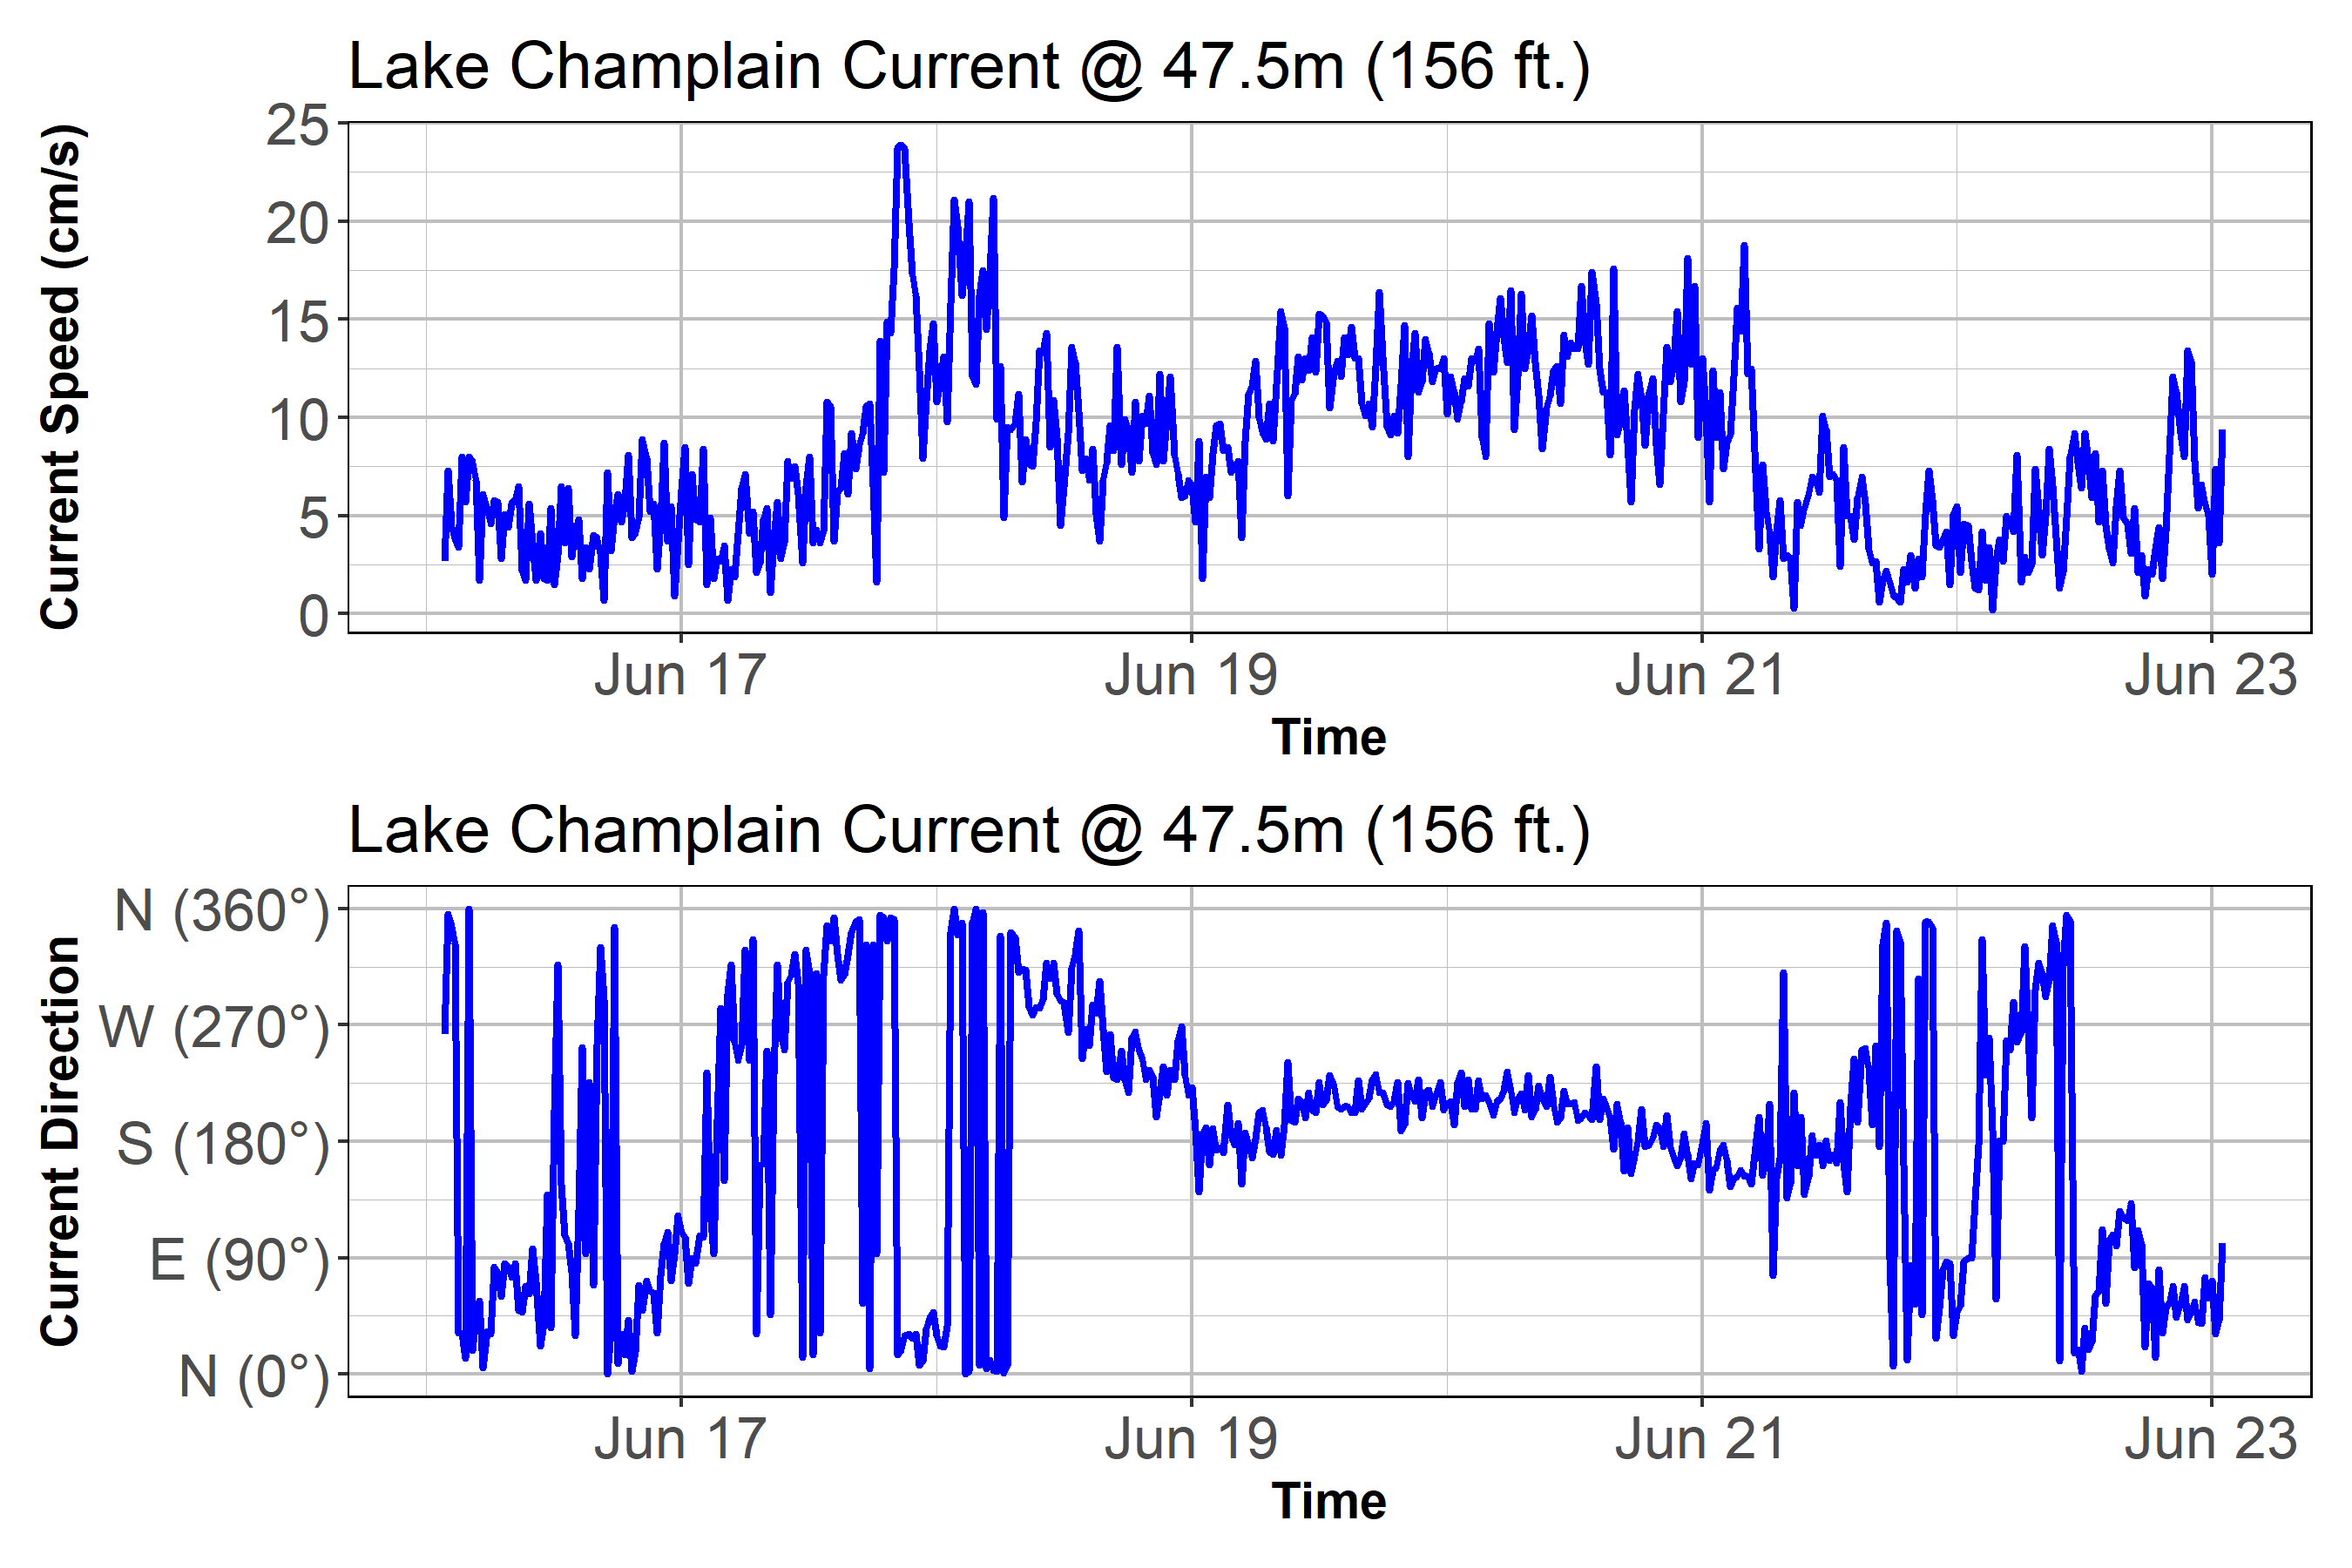 Lake Champlain Current @ 47.5m (156 ft.)
Current Speed (cm/s)
25
20
15
10
5
0
Jun 17 Jun 19 Jun 21 Jun 23
Time
Lake Champlain Current @ 47.5m (156 ft.)
Current Direction
N (360°)
W (270°)
S (180°)
E (90°)
N (0°)
Jun 17 Jun 19 Jun 21 Jun 23
Time